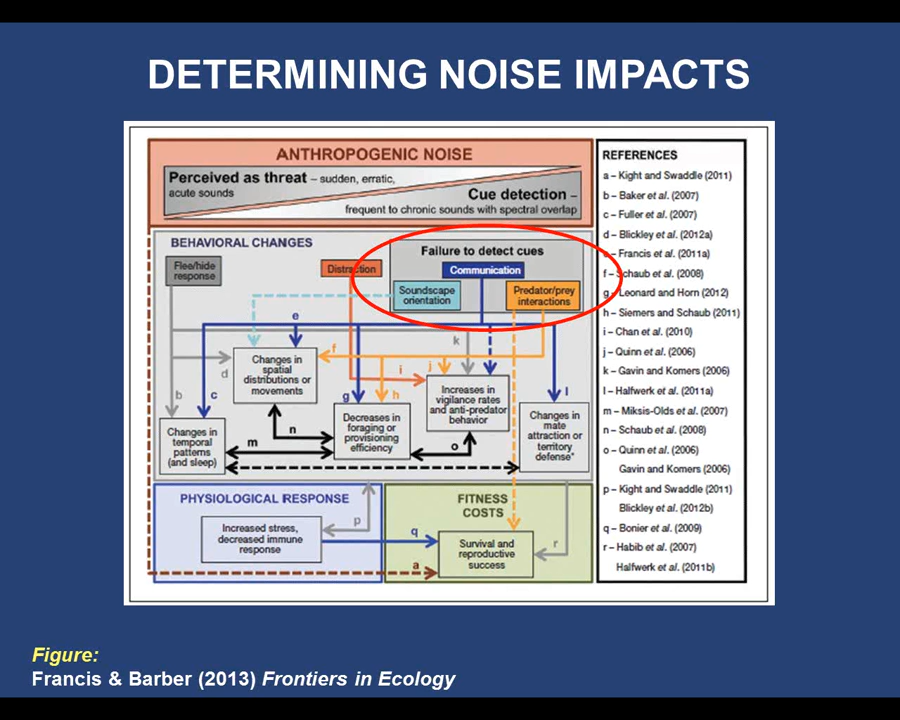 DETERMINING NOISE IMPACTS
ANTHROPOGENIC NOISE
Perceived as threat – sudden, erratic,
acute sounds
Cue detection –
frequent to chronic sounds with spectral overlap
BEHAVIORAL CHANGES
Flee/hide
response
Distraction
Failure to detect cues
Communication
Soundscape
orientation
Predator/prey
interactions
e
k
f
d
i
j
b
c
g
h
l
Changes in
spatial
distributions or
movements
Increases in
vigilance rates
and anti-predator
behavior
Decreases in
foraging or
provisioning
efficiency
Changes in
mate
attraction or
territory
defense*
Changes in
temporal
patterns
(and sleep)
n
m
o
PHYSIOLOGICAL RESPONSE
Increased stress,
decreased immune
response
p
q
a
FITNESS
COSTS
Survival and
reproductive
success
r
REFERENCES
a – Kight and Swaddle (2011)
b – Baker et al. (2007)
c – Fuller et al. (2007)
d – Blickley et al. (2012a)
e – Francis et al. (2011a)
f – Schaub et al. (2008)
g – Leonard and Horn (2012)
h – Siemers and Schaub (2011)
i – Chan et al. (2010)
j – Quinn et al. (2006)
k – Gavin and Komers (2006)
l – Halfwerk et al. (2011a)
m – Miksis-Olds et al. (2007)
n – Schaub et al. (2008)
o – Quinn et al. (2006)
Gavin and Komers (2006)
p – Kight and Swaddle (2011)
Blickley et al. (2012b)
q – Bonier et al. (2009)
r – Habib et al. (2007)
Halfwerk et al. (2011b)
Figure:
Francis & Barber (2013) Frontiers in Ecology